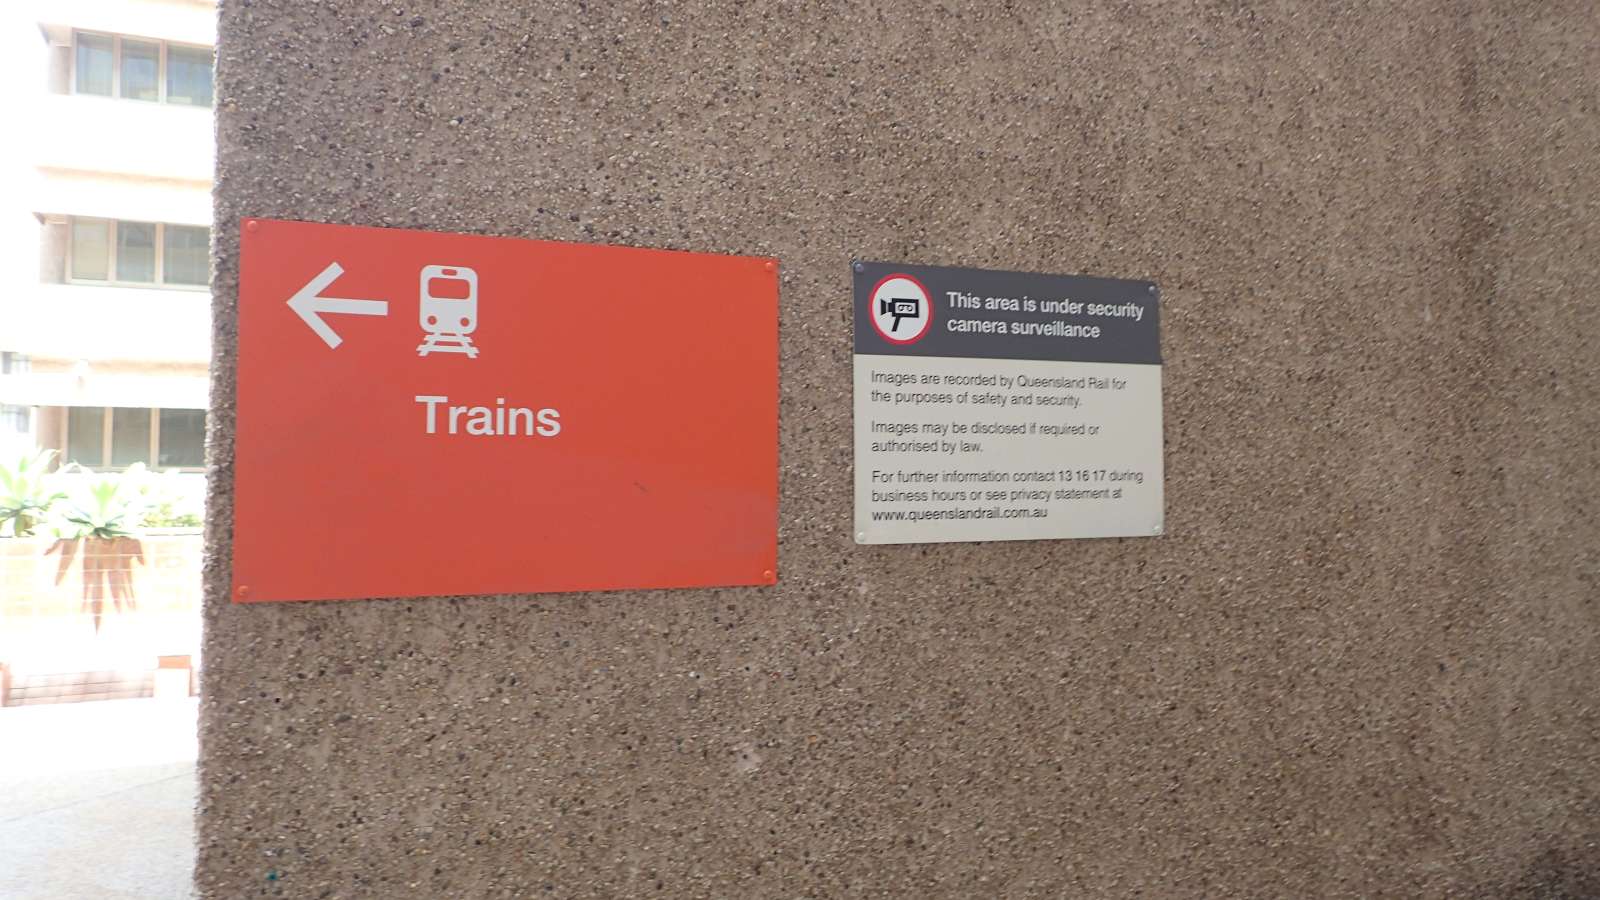 Trains
This area is under security
camera surveillance
Images are recorded by Queensland Rail for
the purposes of safety and security.
Images may be disclosed if required or
authorised by law.
For further information contact 13 16 17 during
business hours or see privacy statement at
www.queenslandrail.com.au